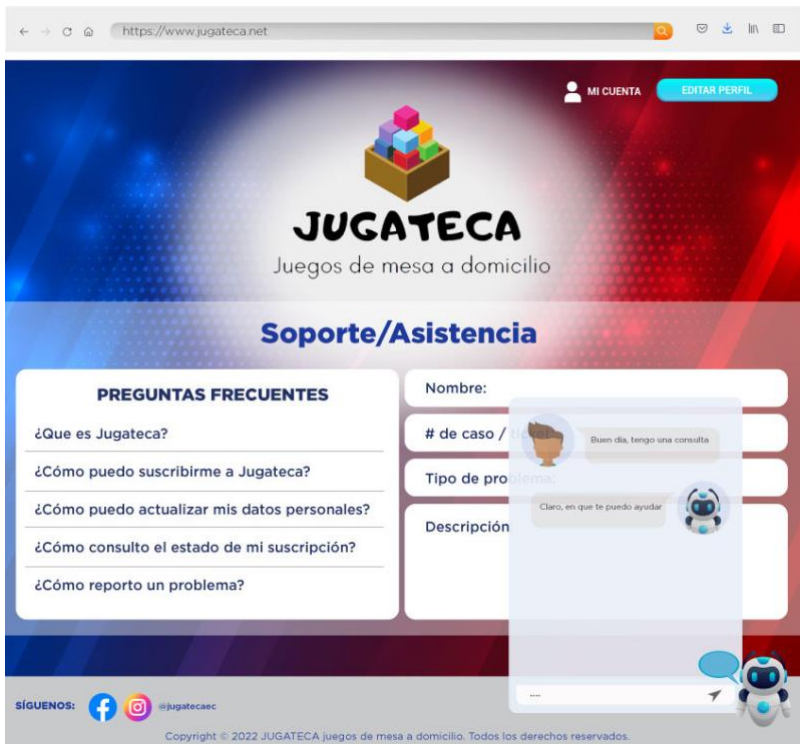 https://www.jugateca.net
MI CUENTA
EDITAR PERFIL
JUGATECA
Juegos de mesa a domicilio
Soporte/Asistencia
PREGUNTAS FRECUENTES
¿Que es Jugateca?
¿Cómo puedo suscribirme a Jugateca?
¿Cómo puedo actualizar mis datos personales?
¿Cómo consulto el estado de mi suscripción?
¿Cómo reporto un problema?
Nombre:
# de caso / ticket
Tipo de problema:
Descripción
Buen día, tengo una consulta
Claro, en que te puedo ayudar
....
SÍGUENOS:
@jugatecaec
Copyright © 2022 JUGATECA juegos de mesa a domicilio. Todos los derechos reservados.